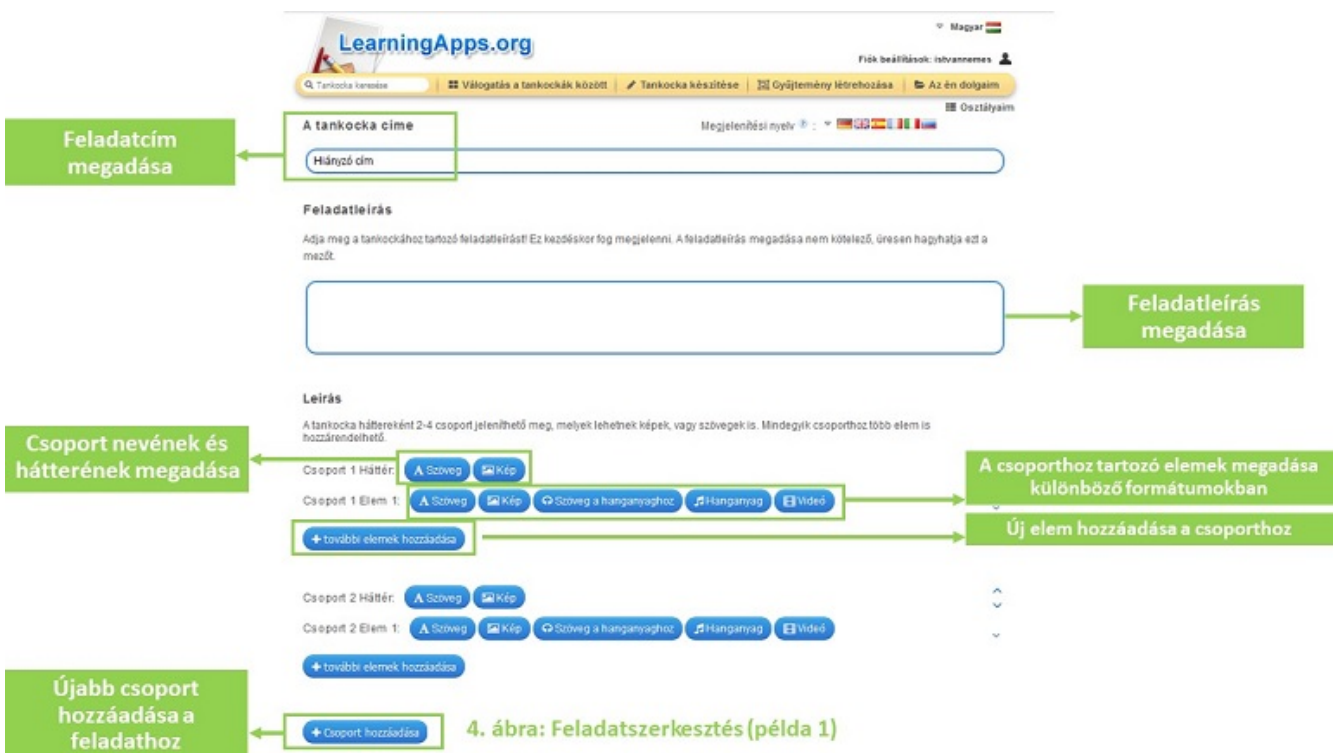 Magyar
LearningApps.org
Fiók beállítások: istvannemes
Tankocka keresése
Válogatás a tankockák között
Tankocka készítése
Gyűjtemény létrehozása
Az én dolgaim
Osztályaim
Feladatcím
megadása
A tankocka címe
Megjelenítési nyelv ? :
Hiányzó cím
Feladatleírás
Adja meg a tankockához tartozó feladatleírást! Ez kezdéskor fog megjelenni. A feladatleírás megadása nem kötelező, üresen hagyhatja ezt a
mezőt.
Feladatleírás
megadása
Leírás
A tankocka háttereként 2-4 csoport jeleníthető meg, melyek lehetnek képek, vagy szövegek is. Mindegyik csoporthoz több elem is
hozzárendelhető.
Csoport nevének és
hátterének megadása
Csoport 1 Háttér: A Szöveg Kép
A csoporthoz tartozó elemek megadása
különböző formátumokban
Csoport 1 Elem 1: A Szöveg Kép Szöveg a hanganyaghoz Hanganyag Videó
+ további elemek hozzáadása
Új elem hozzáadása a csoporthoz
Csoport 2 Háttér: A Szöveg Kép
Csoport 2 Elem 1: A Szöveg Kép Szöveg a hanganyaghoz Hanganyag Videó
+ további elemek hozzáadása
Újabb csoport
hozzáadása a
feladathoz
+ Csoport hozzáadása
4. ábra: Feladatszerkesztés (példa 1)